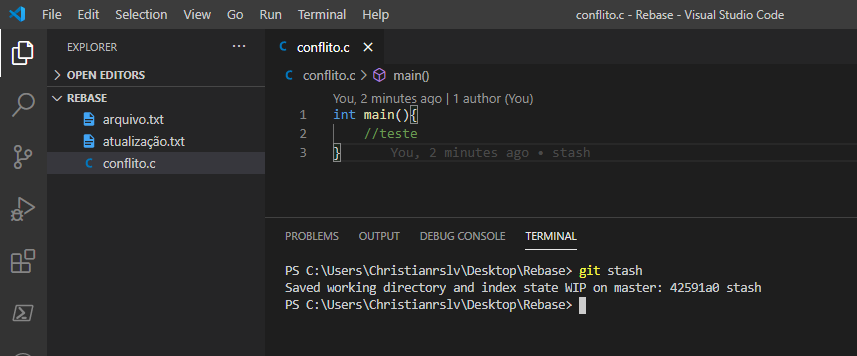 File Edit Selection View Go Run Terminal Help conflito.c - Rebase - Visual Studio Code
EXPLORER ···
OPEN EDITORS
REBASE
arquivo.txt
atualização.txt
C conflito.c
C conflito.c ×
C conflito.c > main()
You, 2 minutes ago | 1 author (You)
1 int main(){
2 //teste
3 } You, 2 minutes ago • stash
PROBLEMS OUTPUT DEBUG CONSOLE TERMINAL
PS C:\Users\Christianrslv\Desktop\Rebase> git stash
Saved working directory and index state WIP on master: 42591a0 stash
PS C:\Users\Christianrslv\Desktop\Rebase>